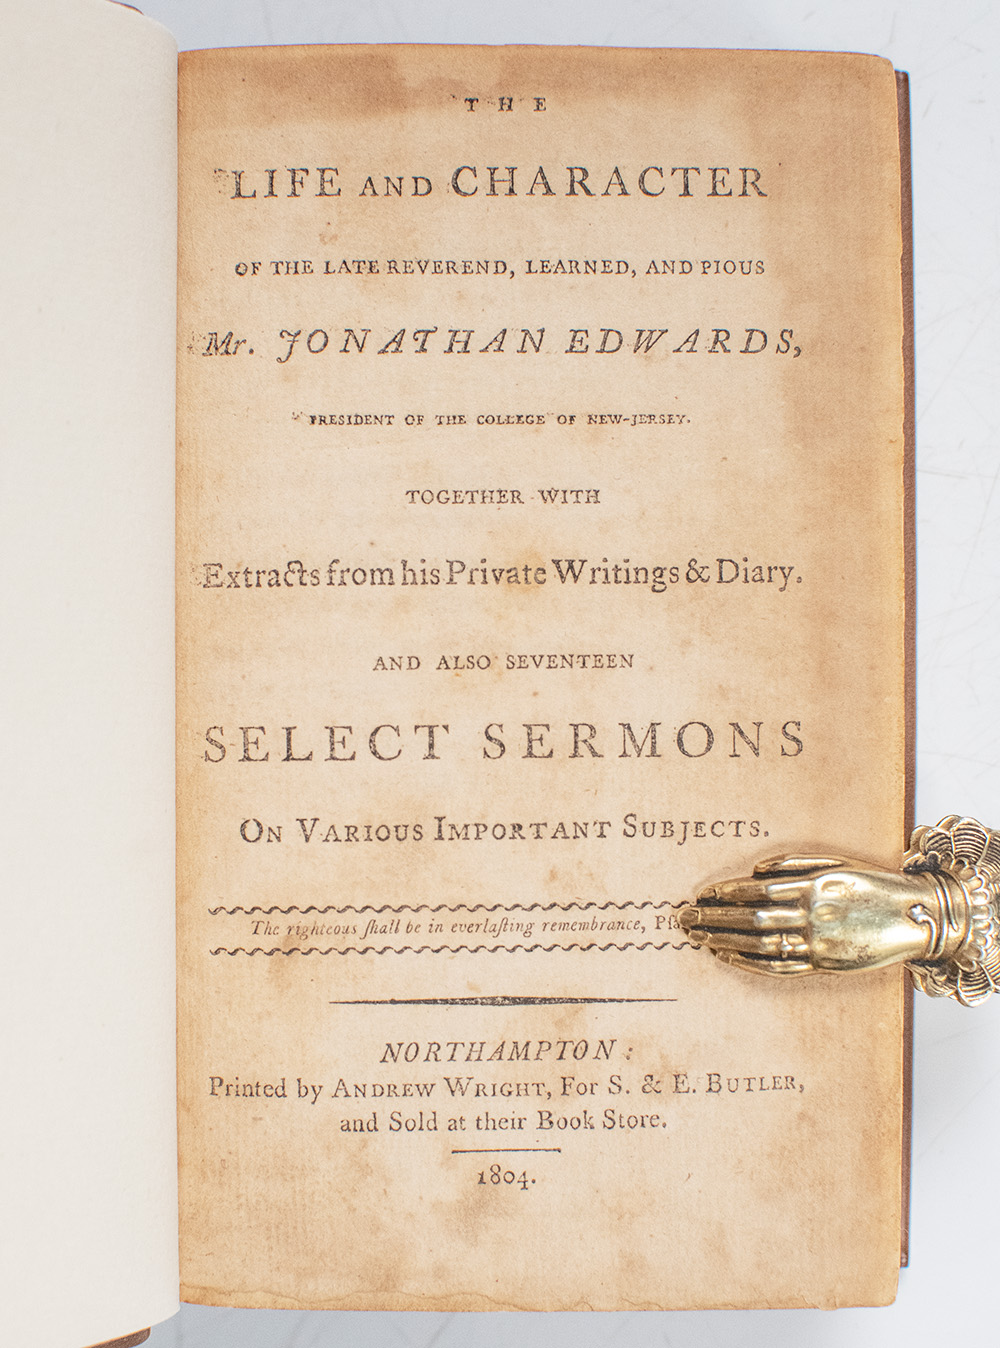 THE
LIFE AND CHARACTER
OF THE LATE REVEREND, LEARNED, AND PIOUS
Mr. JONATHAN EDWARDS,
PRESIDENT OF THE COLLEGE OF NEW-JERSEY.
TOGETHER WITH
Extracts from his Private Writings & Diary.
AND ALSO SEVENTEEN
SELECT SERMONS
ON VARIOUS IMPORTANT SUBJECTS.
The righteous ſhall be in everlaſting remembrance,
NORTHAMPTON:
Printed by ANDREW WRIGHT, For S. & E. BUTLER,
and Sold at their Book Store.
1804.